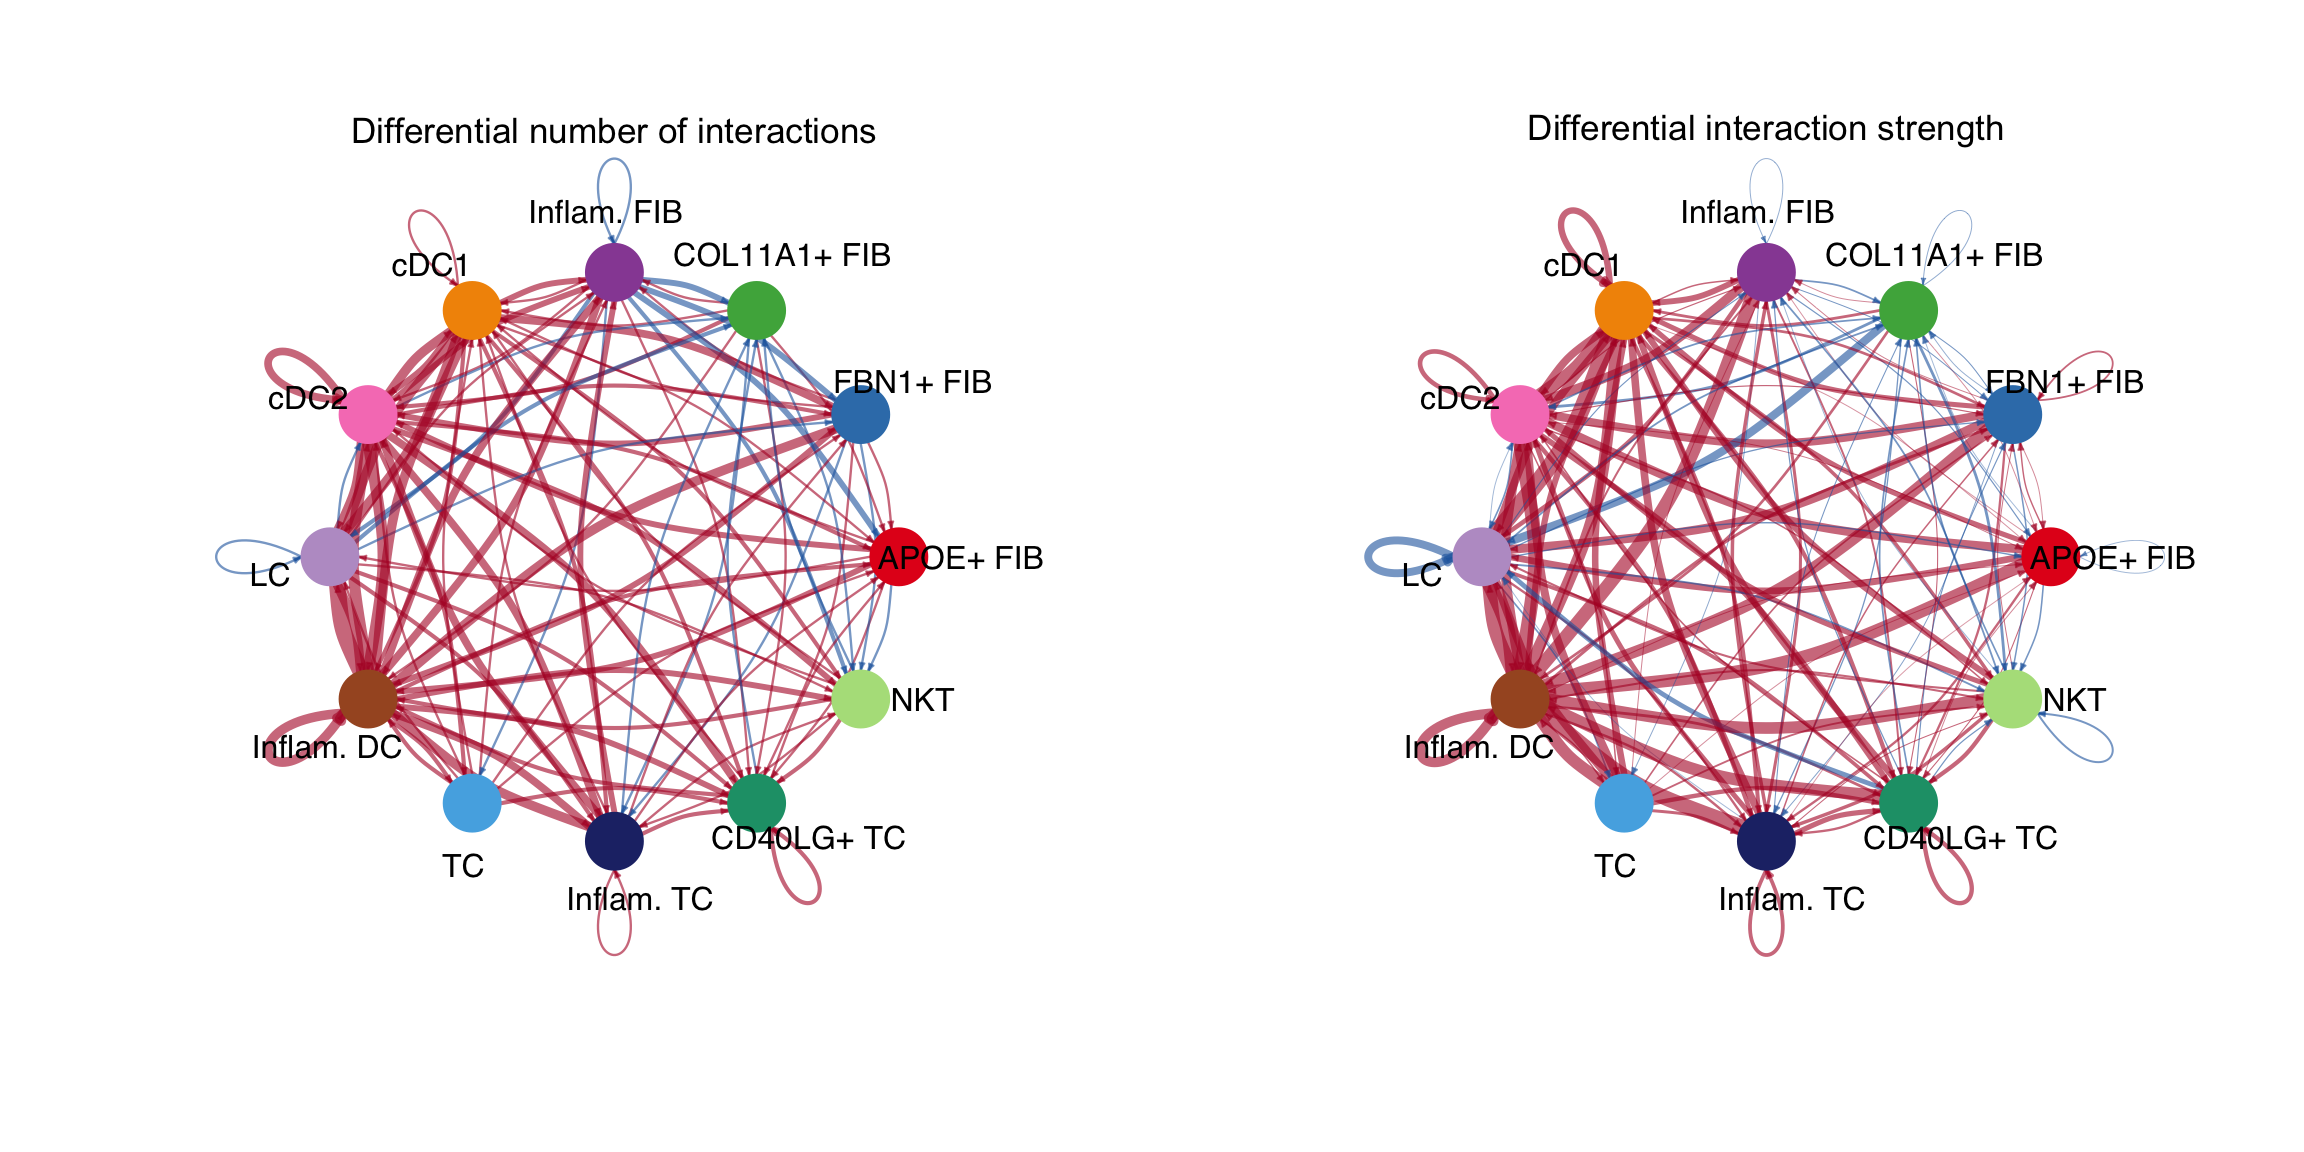 Differential number of interactions
Inflam. FIB
COL11A1+ FIB
cDC1
FBN1+ FIB
cDC2
APOE+ FIB
LC
NKT
Inflam. DC
CD40LG+ TC
TC
Inflam. TC
Differential interaction strength
Inflam. FIB
COL11A1+ FIB
cDC1
FBN1+ FIB
cDC2
APOE+ FIB
LC
NKT
Inflam. DC
CD40LG+ TC
TC
Inflam. TC